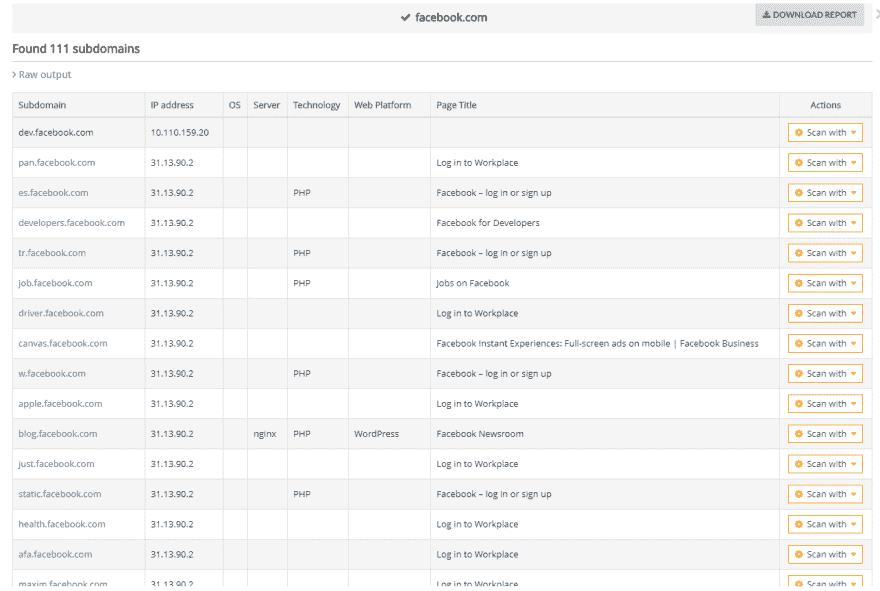 facebook.com
DOWNLOAD REPORT
Found 111 subdomains
Raw output
Subdomain IP address OS Server Technology Web Platform Page Title Actions
dev.facebook.com 10.110.159.20 Scan with
pan.facebook.com 31.13.90.2 Log in to Workplace Scan with
es.facebook.com 31.13.90.2 PHP Facebook – log in or sign up Scan with
developers.facebook.com 31.13.90.2 Facebook for Developers Scan with
tr.facebook.com 31.13.90.2 PHP Facebook – log in or sign up Scan with
job.facebook.com 31.13.90.2 PHP Jobs on Facebook Scan with
driver.facebook.com 31.13.90.2 Log in to Workplace Scan with
canvas.facebook.com 31.13.90.2 Facebook Instant Experiences: Full-screen ads on mobile | Facebook Business Scan with
w.facebook.com 31.13.90.2 PHP Facebook – log in or sign up Scan with
apple.facebook.com 31.13.90.2 Log in to Workplace Scan with
blog.facebook.com 31.13.90.2 nginx PHP WordPress Facebook Newsroom Scan with
just.facebook.com 31.13.90.2 Log in to Workplace Scan with
static.facebook.com 31.13.90.2 PHP Facebook – log in or sign up Scan with
health.facebook.com 31.13.90.2 Log in to Workplace Scan with
afa.facebook.com 31.13.90.2 Log in to Workplace Scan with
maxim.facebook.com 31.13.90.2 Log in to Workplace Scan with